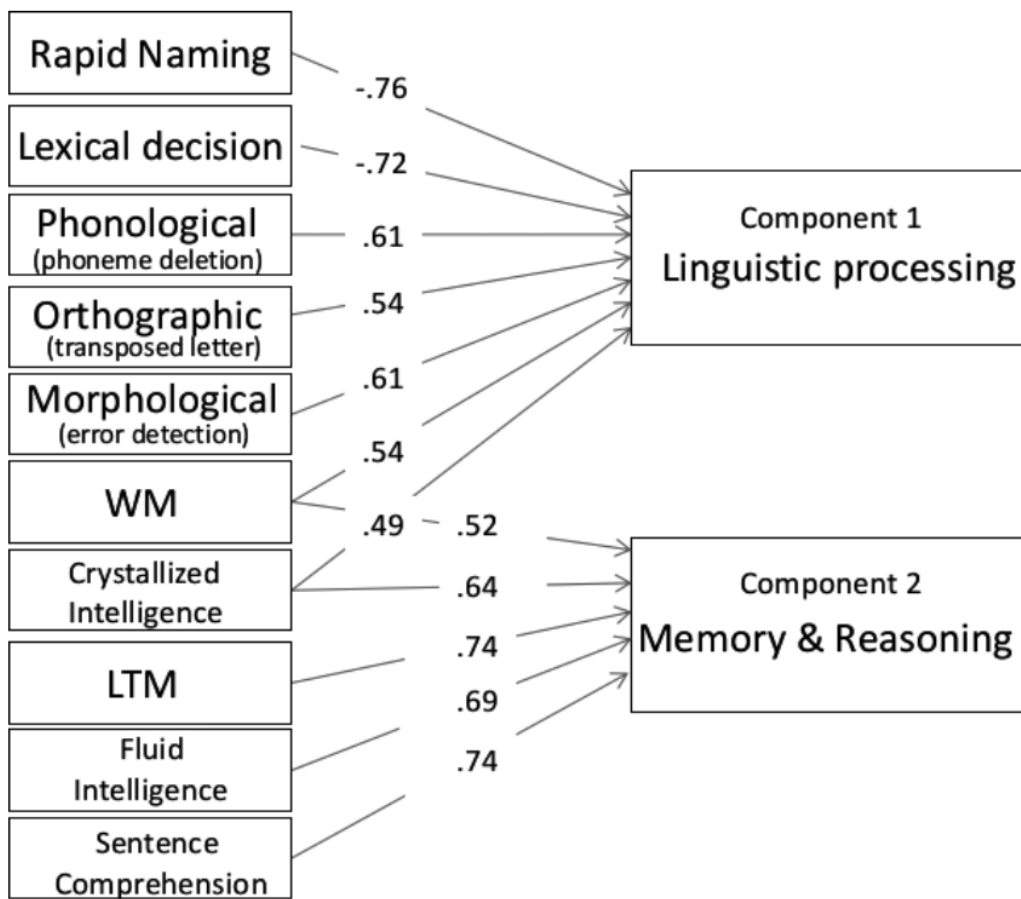 Rapid Naming
-.76
Lexical decision
-.72
Phonological
(phoneme deletion)
.61
Component 1
Linguistic processing
Orthographic
(transposed letter)
.54
Morphological
(error detection)
.61
WM
.54
.52
Crystallized
Intelligence
.49
.64
Component 2
Memory & Reasoning
LTM
.74
Fluid
Intelligence
.69
Sentence
Comprehension
.74